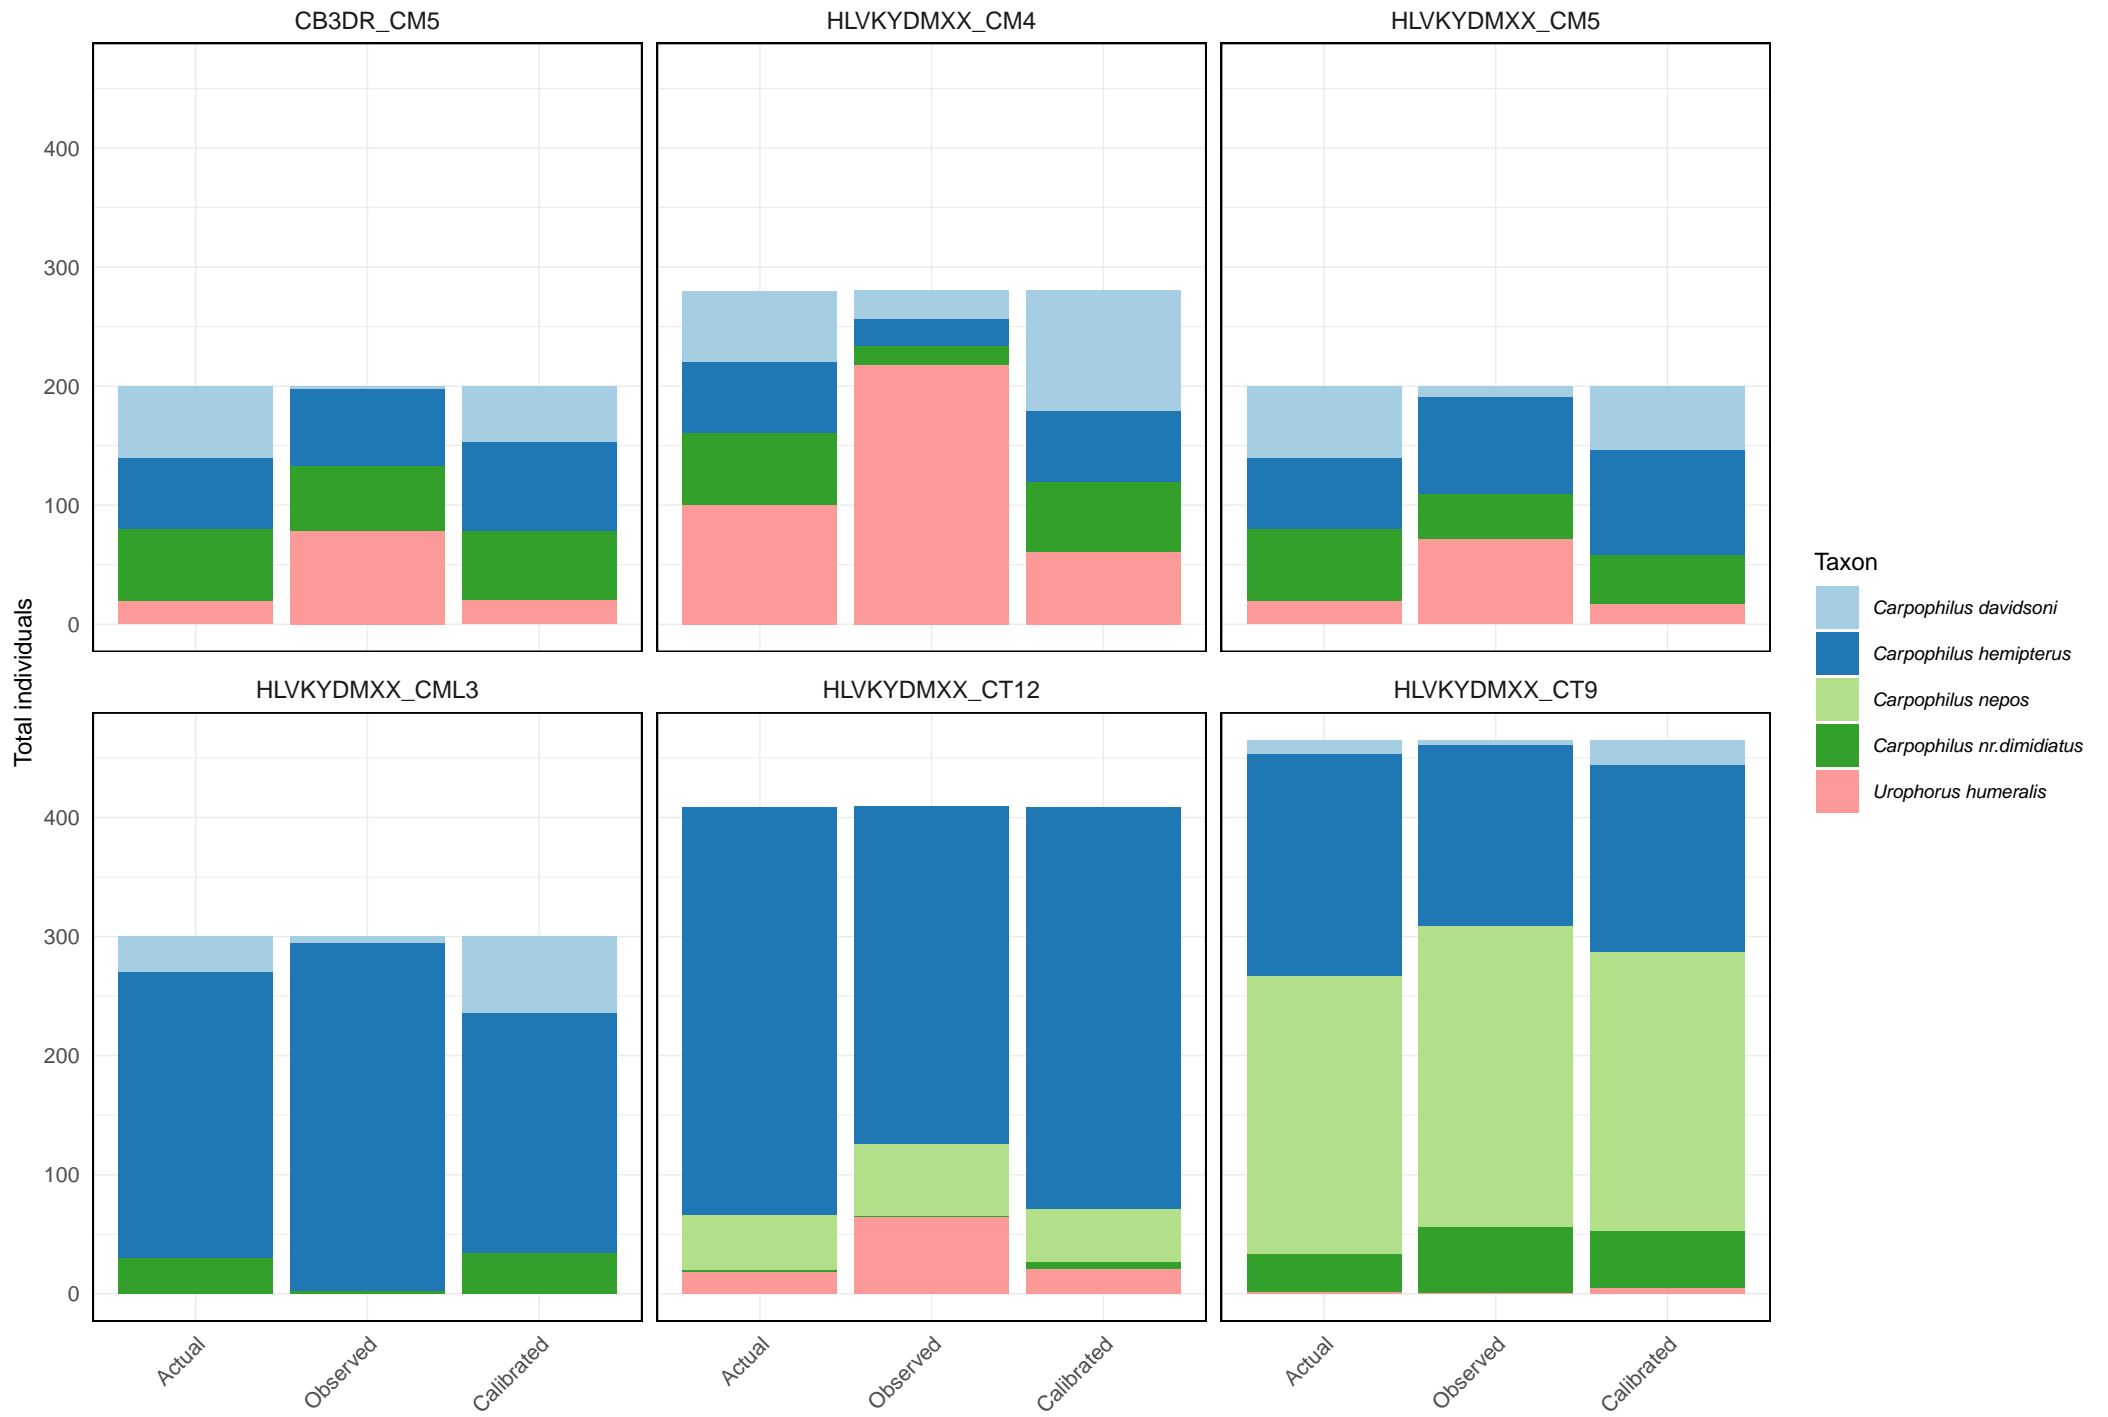 CB3DR_CM5
HLVKYDMXX_CM4
HLVKYDMXX_CM5
400
300
200
100
0
HLVKYDMXX_CML3
HLVKYDMXX_CT12
HLVKYDMXX_CT9
400
300
200
100
0
Total individuals
Actual
Observed
Calibrated
Actual
Observed
Calibrated
Actual
Observed
Calibrated
Taxon
Carpophilus davidsoni
Carpophilus hemipterus
Carpophilus nepos
Carpophilus nr.dimidiatus
Urophorus humeralis